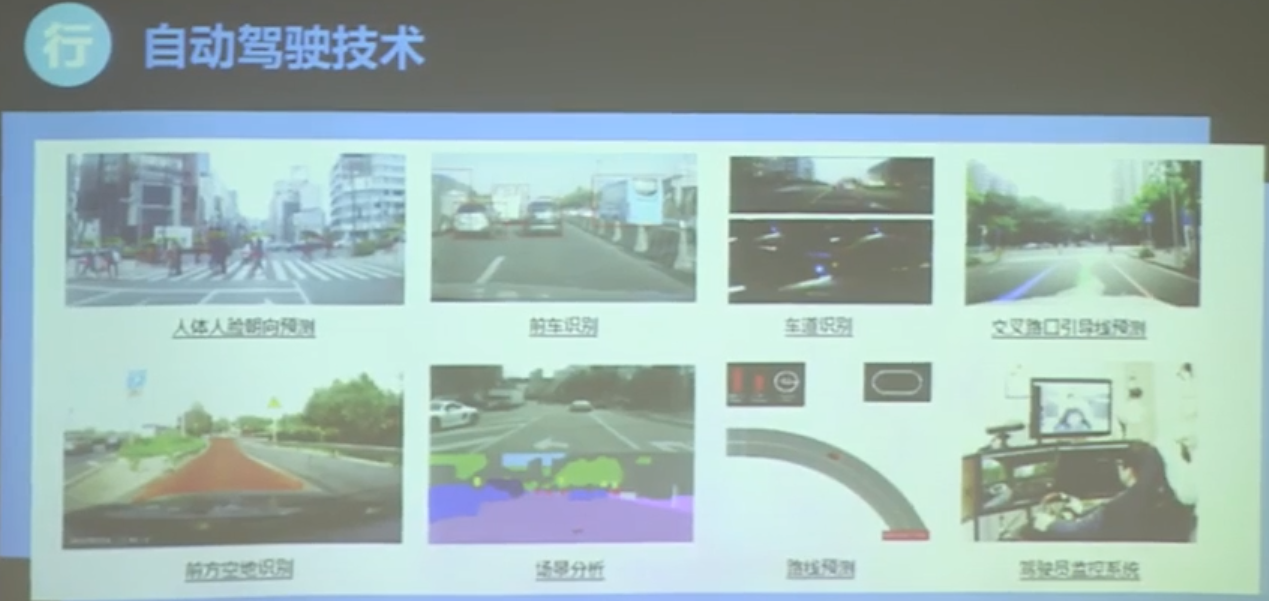 行 自动驾驶技术
人体人脸朝向预测
前车识别
车道识别
交叉路口引导线预测
前方空地识别
场景分析
路线预测
驾驶员监控系统